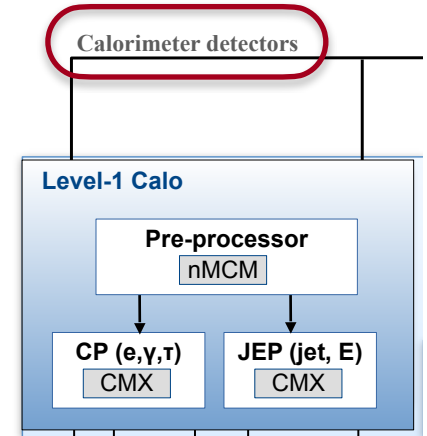 Calorimeter detectors
Level-1 Calo
Pre-processor
nMCM
CP (e,γ,τ)
CMX
JEP (jet, E)
CMX